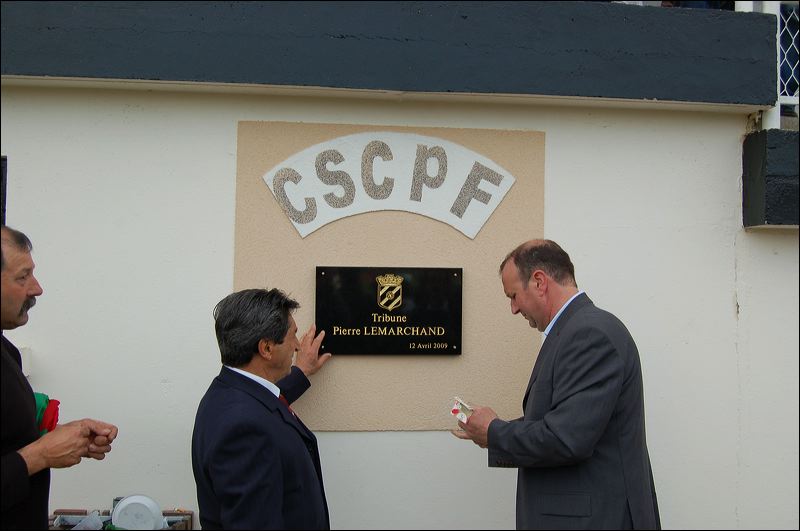 CSCPF
Tribune
Pierre LEMARCHAND
12 Avril 2009